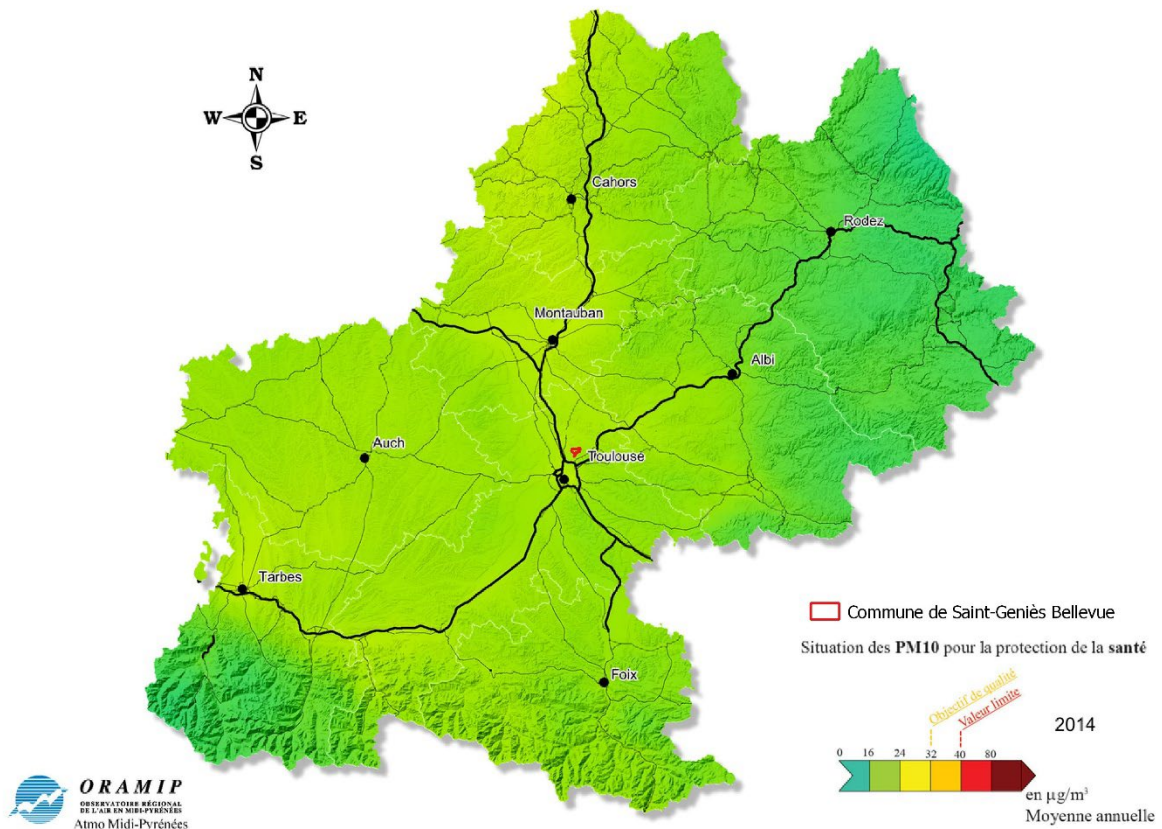 N
W E
S
Cahors
Rodez
Montauban
Albi
Auch
Toulouse
Tarbes
Foix
Commune de Saint-Geniès Bellevue
Situation des PM10 pour la protection de la santé
Objectif de qualité
Valeur limite
2014
0 16 24 32 40 80
en µg/m³
Moyenne annuelle
ORAMIP
OBSERVATOIRE RÉGIONAL
DE L'AIR EN MIDI-PYRÉNÉES
Atmo Midi-Pyrénées